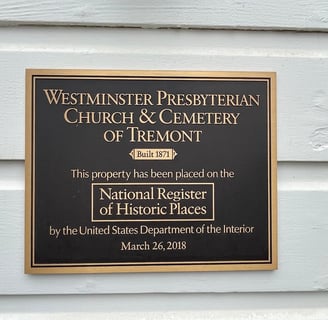 WESTMINSTER PRESBYTERIAN
CHURCH & CEMETERY
OF TREMONT
Built 1871
This property has been placed on the
National Register
of Historic Places
by the United States Department of the Interior
March 26, 2018